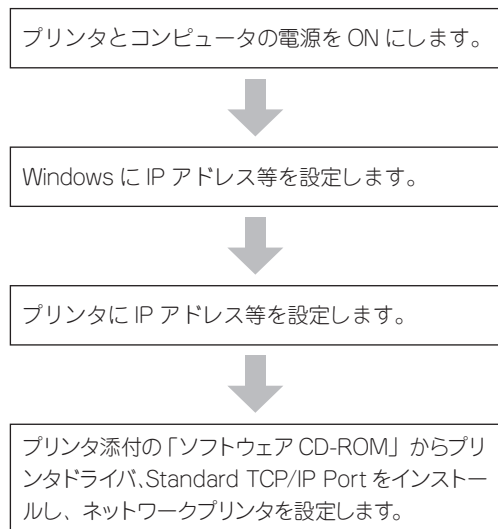 プリンタとコンピュータの電源を ON にします。
Windows に IP アドレス等を設定します。
プリンタに IP アドレス等を設定します。
プリンタ添付の「ソフトウェア CD-ROM」からプリ
ンタドライバ、Standard TCP/IP Port をインストー
ルし、ネットワークプリンタを設定します。